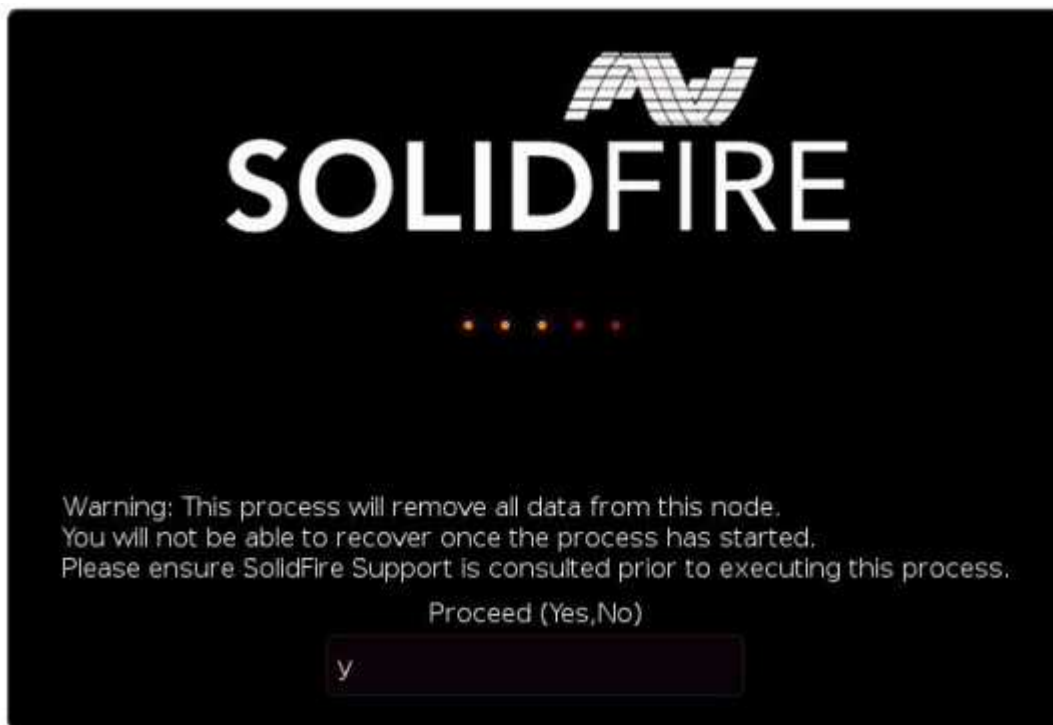 SOLIDFIRE
Warning: This process will remove all data from this node.
You will not be able to recover once the process has started.
Please ensure SolidFire Support is consulted prior to executing this process.
Proceed (Yes,No)
y